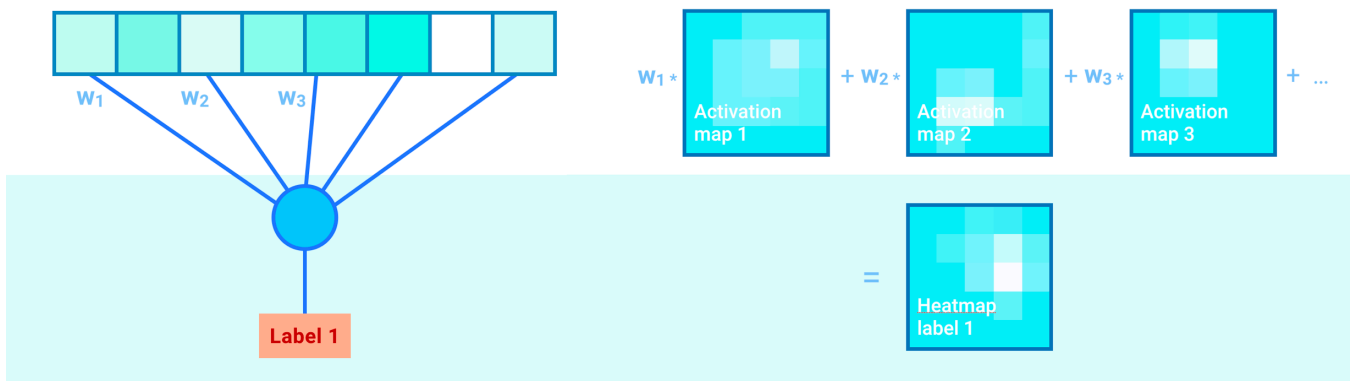 w1
w2
w3
Label 1
w1 *
Activation
map 1
+ w2 *
Activation
map 2
+ w3 *
Activation
map 3
+ ...
=
Heatmap
label 1